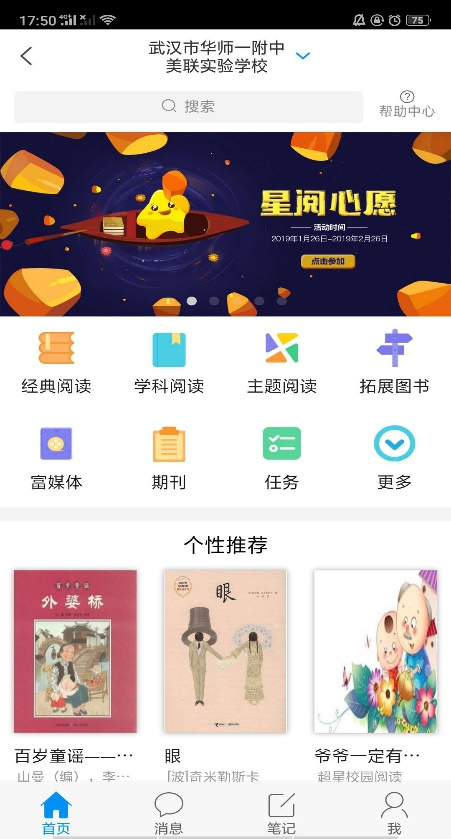 17:50
75
武汉市华师一附中
美联实验学校
搜索
帮助中心
星阅心愿
活动时间
2019年1月26日-2019年2月26日
点击参加
经典阅读 学科阅读 主题阅读 拓展图书
富媒体 期刊 任务 更多
个性推荐
百岁童谣
外婆桥
眼
百岁童谣——… 眼 爷爷一定有…
山曼（编），李… [波]奇米勒斯卡 超星校园阅读
首页 消息 笔记 我